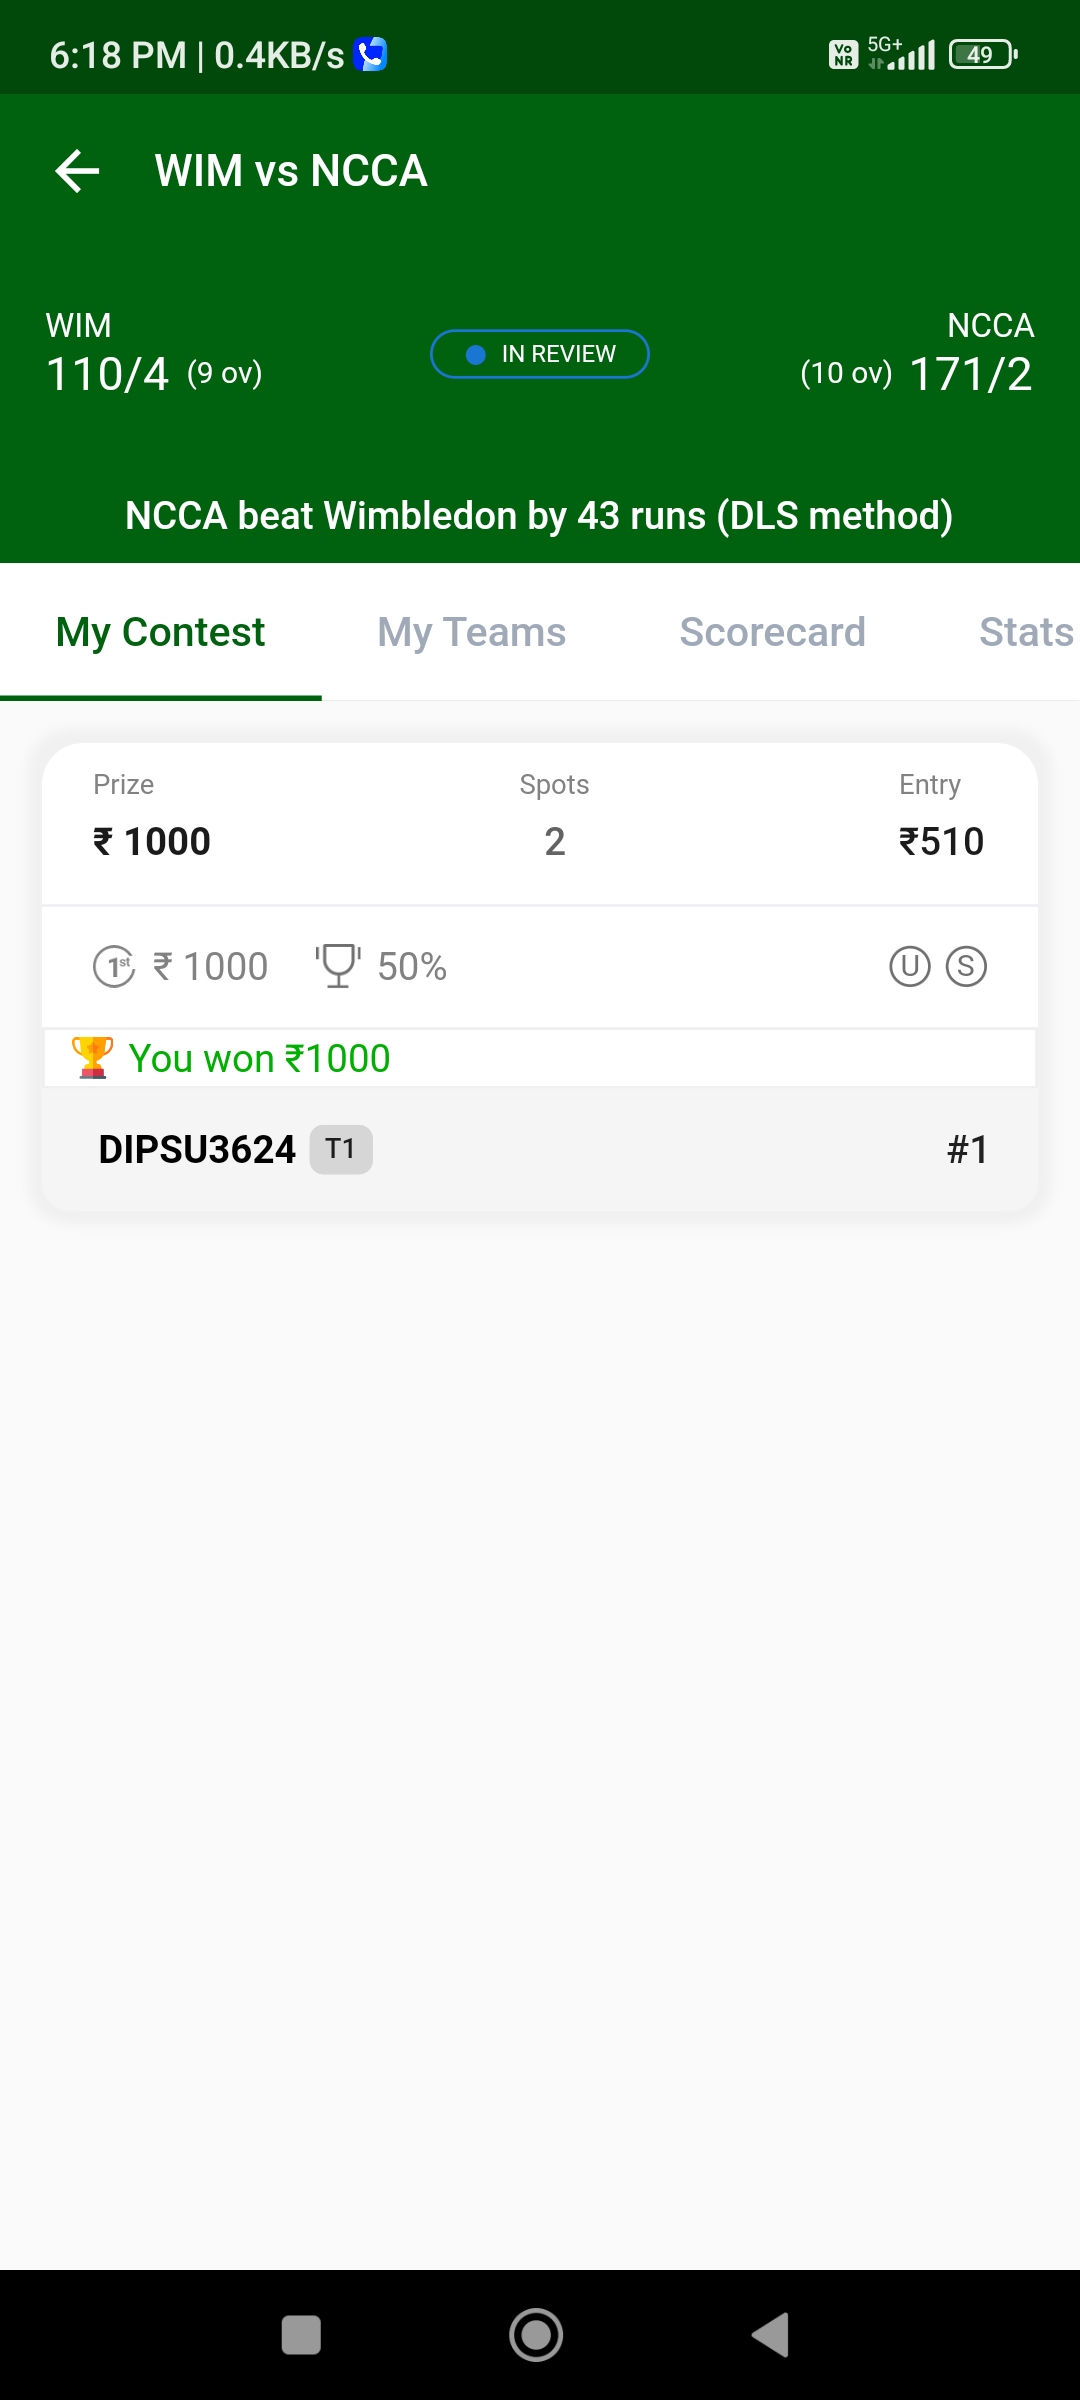 6:18 PM | 0.4KB/s
Vo NR 5G+ 49
WIM vs NCCA
WIM NCCA
110/4 (9 ov) IN REVIEW (10 ov) 171/2
NCCA beat Wimbledon by 43 runs (DLS method)
My Contest My Teams Scorecard Stats
Prize Spots Entry
₹ 1000 2 ₹510
1st ₹ 1000 50% U S
You won ₹1000
DIPSU3624 T1 #1